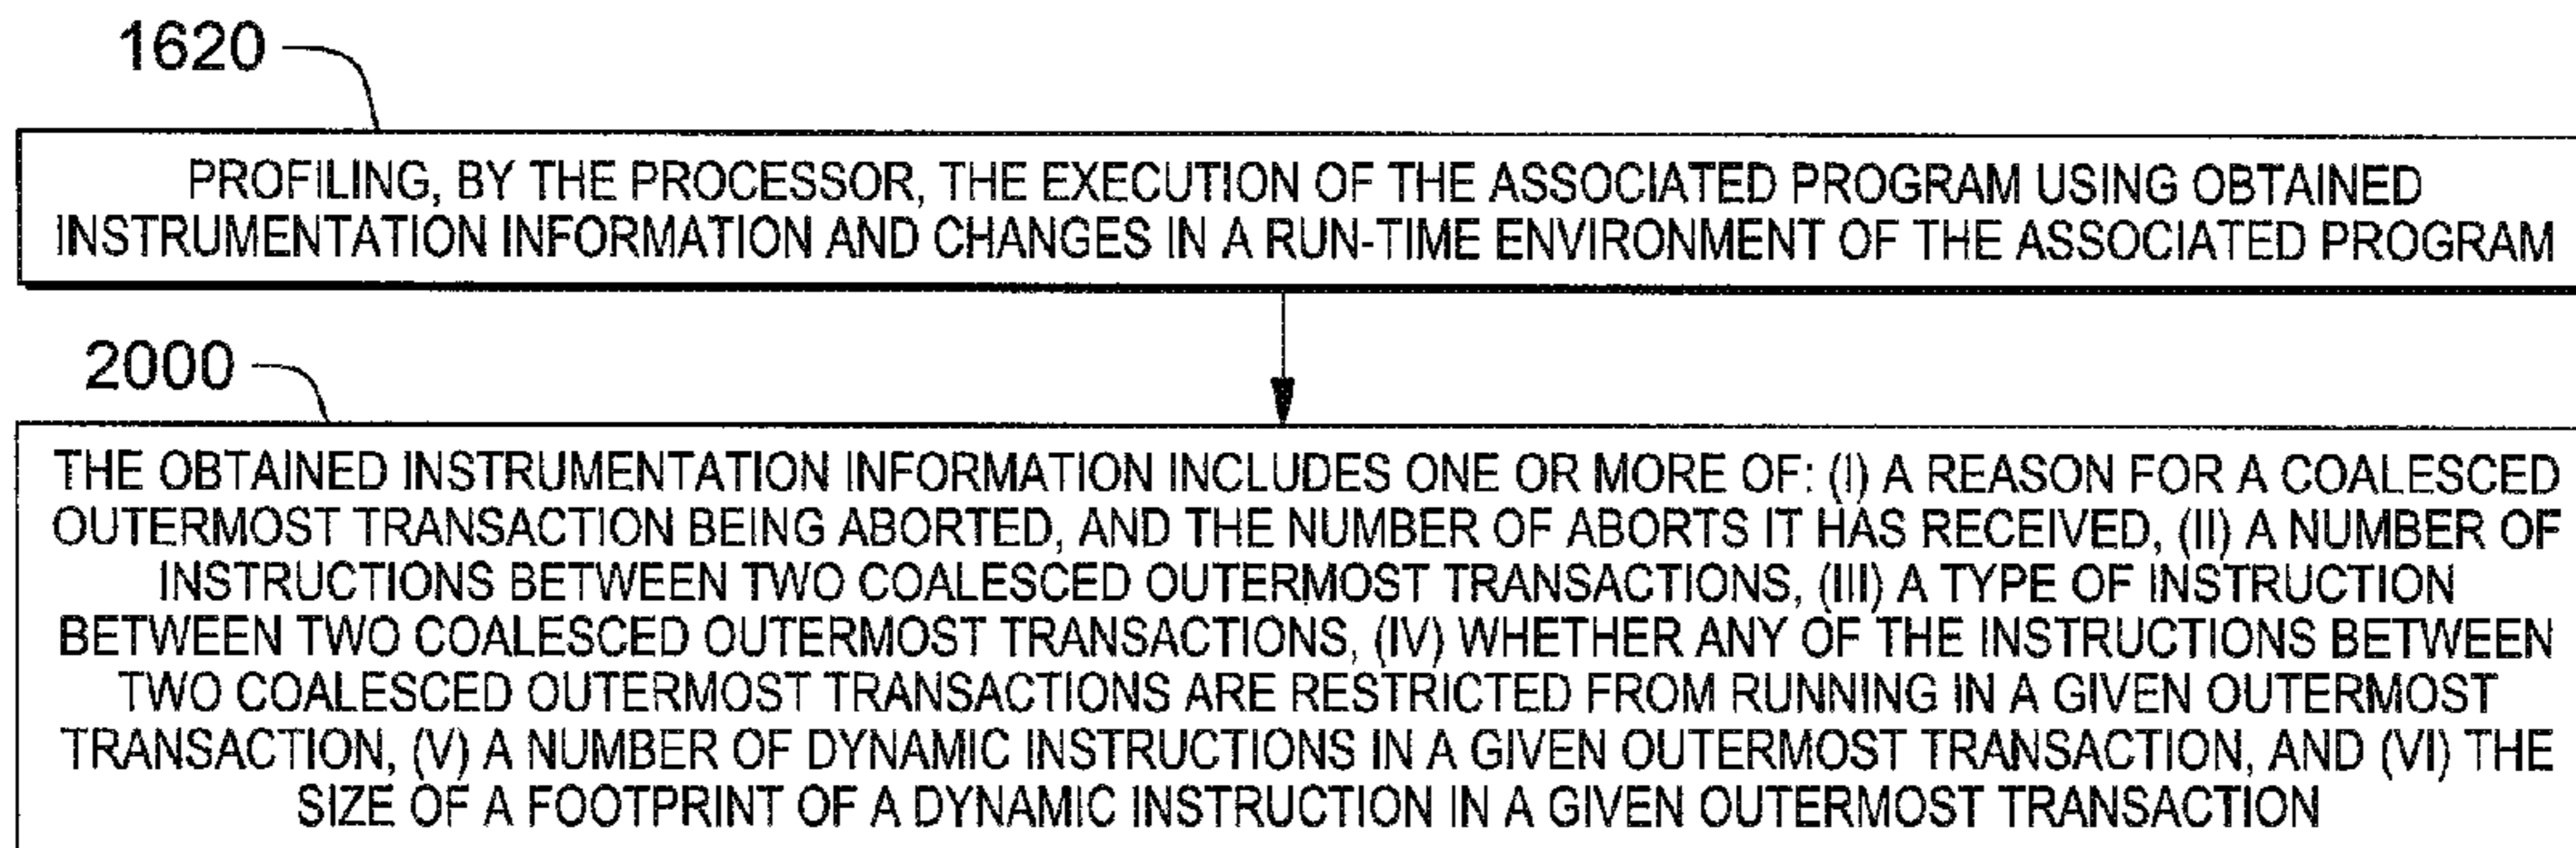 1620
PROFILING, BY THE PROCESSOR, THE EXECUTION OF THE ASSOCIATED PROGRAM USING OBTAINED
INSTRUMENTATION INFORMATION AND CHANGES IN A RUN-TIME ENVIRONMENT OF THE ASSOCIATED PROGRAM
2000
THE OBTAINED INSTRUMENTATION INFORMATION INCLUDES ONE OR MORE OF: (I) A REASON FOR A COALESCED
OUTERMOST TRANSACTION BEING ABORTED, AND THE NUMBER OF ABORTS IT HAS RECEIVED, (II) A NUMBER OF
INSTRUCTIONS BETWEEN TWO COALESCED OUTERMOST TRANSACTIONS, (III) A TYPE OF INSTRUCTION
BETWEEN TWO COALESCED OUTERMOST TRANSACTIONS, (IV) WHETHER ANY OF THE INSTRUCTIONS BETWEEN
TWO COALESCED OUTERMOST TRANSACTIONS ARE RESTRICTED FROM RUNNING IN A GIVEN OUTERMOST
TRANSACTION, (V) A NUMBER OF DYNAMIC INSTRUCTIONS IN A GIVEN OUTERMOST TRANSACTION, AND (VI) THE
SIZE OF A FOOTPRINT OF A DYNAMIC INSTRUCTION IN A GIVEN OUTERMOST TRANSACTION